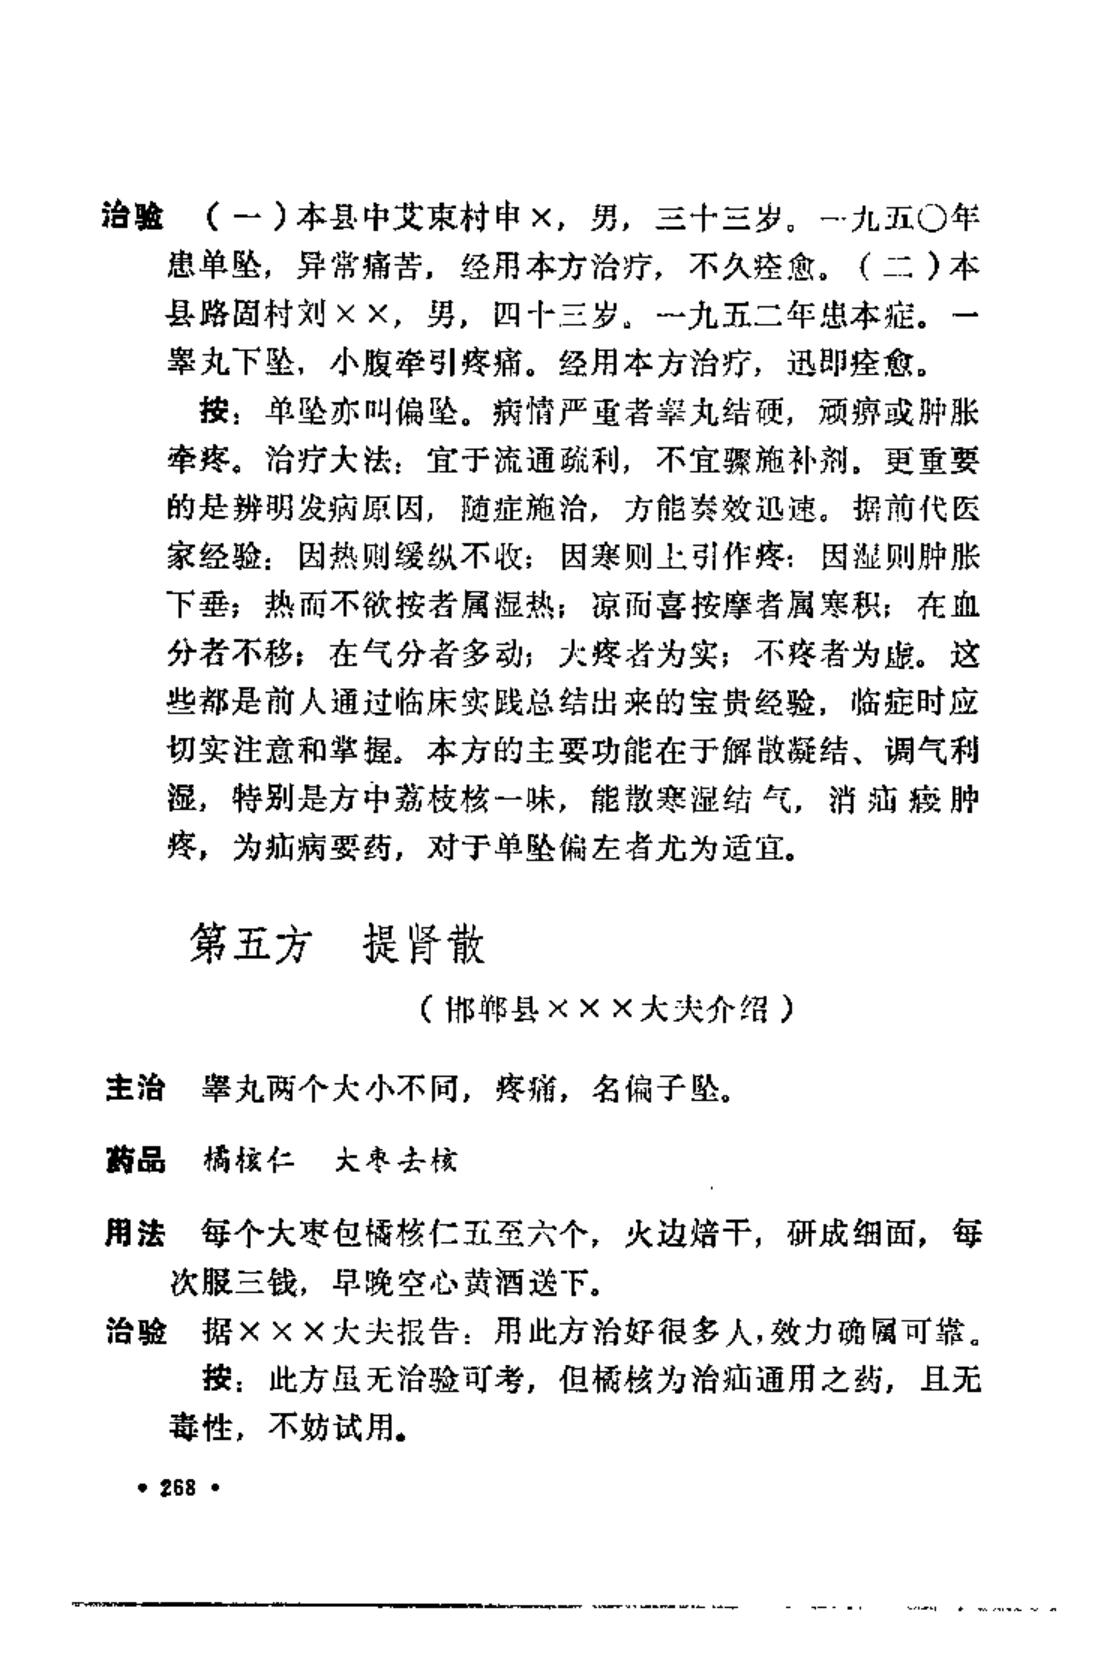 治验 （一）本县中艾束村申×，男，三十三岁。一九五〇年
患单坠，异常痛苦，经用本方治疗，不久痊愈。（二）本
县路固村刘××，男，四十三岁。一九五二年患本症。一
睾丸下坠，小腹牵引疼痛。经用本方治疗，迅即痊愈。
按：单坠亦叫偏坠。病情严重者睾丸结硬，顽痹或肿胀
牵疼。治疗大法：宜于流通疏利，不宜骤施补剂。更重要
的是辨明发病原因，随症施治，方能奏效迅速。据前代医
家经验：因热则缓纵不收；因寒则上引作疼；因湿则肿胀
下垂；热而不欲按者属湿热；凉而喜按摩者属寒积；在血
分者不移；在气分者多动；大疼者为实；不疼者为虚。这
些都是前人通过临床实践总结出来的宝贵经验，临症时应
切实注意和掌握。本方的主要功能在于解散凝结、调气利
湿，特别是方中荔枝核一味，能散寒湿结气，消疝痰肿
疼，为疝病要药，对于单坠偏左者尤为适宜。
第五方 提肾散
（邯郸县×××大夫介绍）
主治 睾丸两个大小不同，疼痛，名偏子坠。
药品 橘核仁 大枣去核
用法 每个大枣包橘核仁五至六个，火边焙干，研成细面，每
次服三钱，早晚空心黄酒送下。
治验 据×××大夫报告：用此方治好很多人，效力确属可靠。
按：此方虽无治验可考，但橘核为治疝通用之药，且无
毒性，不妨试用。
• 268 •